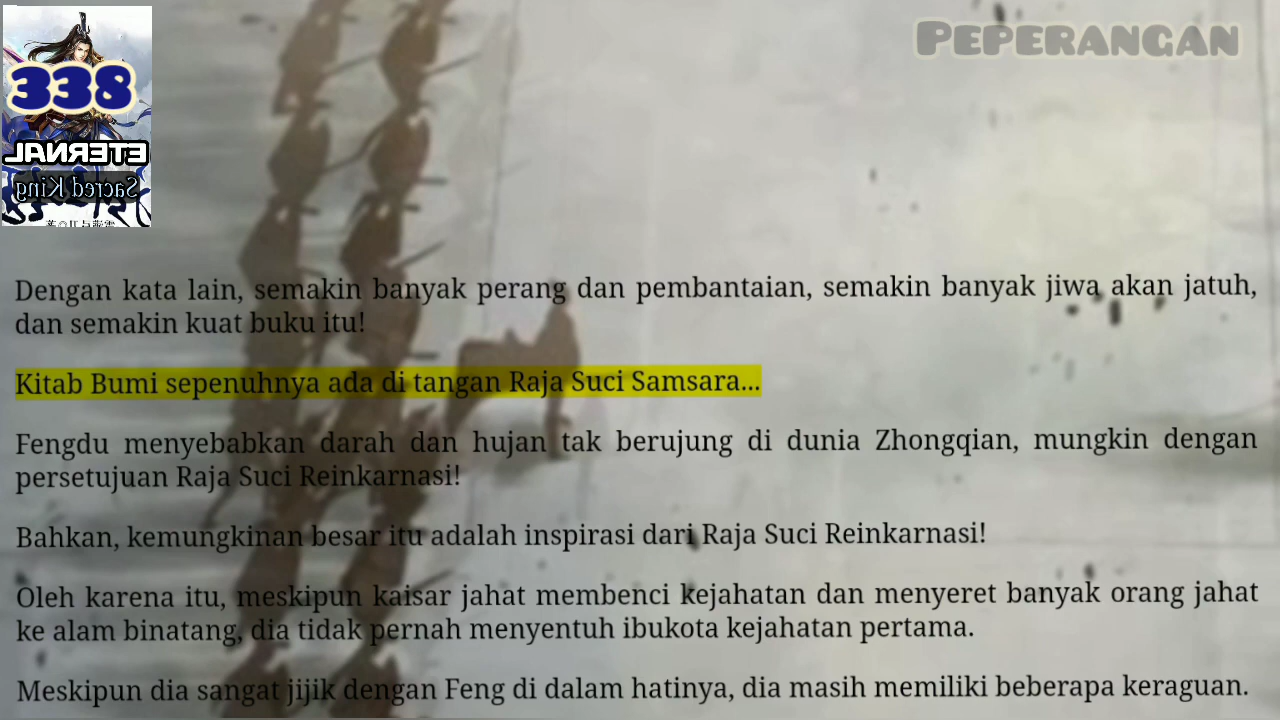 PEPERANGAN
338
ETERNAL
Sacred King
Dengan kata lain, semakin banyak perang dan pembantaian, semakin banyak jiwa akan jatuh,
dan semakin kuat buku itu!
Kitab Bumi sepenuhnya ada di tangan Raja Suci Samsara...
Fengdu menyebabkan darah dan hujan tak berujung di dunia Zhongqian, mungkin dengan
persetujuan Raja Suci Reinkarnasi!
Bahkan, kemungkinan besar itu adalah inspirasi dari Raja Suci Reinkarnasi!
Oleh karena itu, meskipun kaisar jahat membenci kejahatan dan menyeret banyak orang jahat
ke alam binatang, dia tidak pernah menyentuh ibukota kejahatan pertama.
Meskipun dia sangat jijik dengan Feng di dalam hatinya, dia masih memiliki beberapa keraguan.